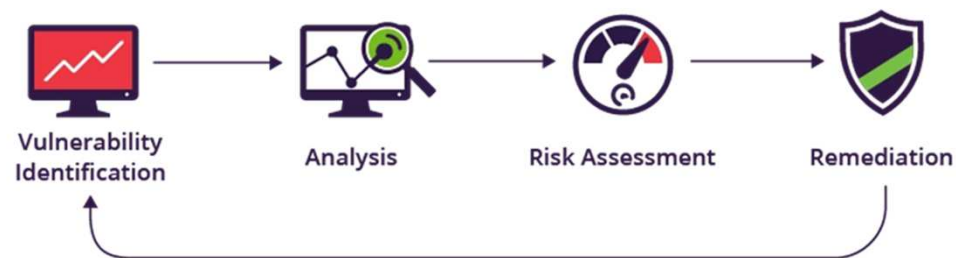 Vulnerability
Identification
Analysis
Risk Assessment
Remediation